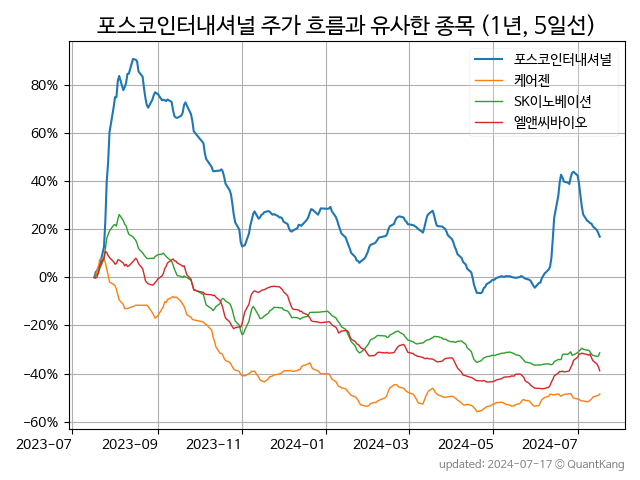 포스코인터내셔널 주가 흐름과 유사한 종목 (1년, 5일선)
포스코인터내셔널
케어젠
SK이노베이션
엘앤씨바이오
80%
60%
40%
20%
0%
−20%
−40%
−60%
2023-07 2023-09 2023-11 2024-01 2024-03 2024-05 2024-07
updated: 2024-07-17 © QuantKang